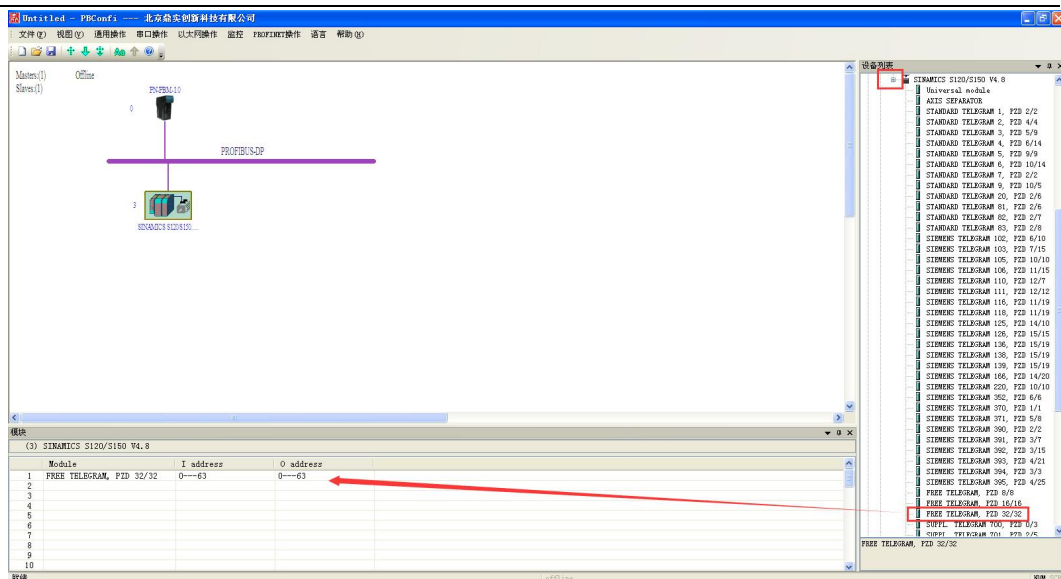 Untitled - PBConfi --- 北京鼎实创新科技有限公司
文件(F) 视图(V) 通用操作 串口操作 以太网操作 监控 PROFINET操作 语言 帮助(H)
Masters:(1) Offline
Slaves:(1)
PN-PBM-1.0
0
PROFIBUS-DP
3
SINAMICS S120/S150....
设备列表
SINAMICS S120/S150 V4.8
Universal module
AXIS SEPARATOR
STANDARD TELEGRAM 1, PZD 2/2
STANDARD TELEGRAM 2, PZD 4/4
STANDARD TELEGRAM 3, PZD 5/9
STANDARD TELEGRAM 4, PZD 6/14
STANDARD TELEGRAM 5, PZD 9/9
STANDARD TELEGRAM 6, PZD 10/14
STANDARD TELEGRAM 7, PZD 2/2
STANDARD TELEGRAM 9, PZD 10/5
STANDARD TELEGRAM 20, PZD 2/6
STANDARD TELEGRAM 81, PZD 2/6
STANDARD TELEGRAM 82, PZD 2/7
STANDARD TELEGRAM 83, PZD 2/8
SIEMENS TELEGRAM 102, PZD 6/10
SIEMENS TELEGRAM 103, PZD 7/15
SIEMENS TELEGRAM 105, PZD 10/10
SIEMENS TELEGRAM 106, PZD 11/15
SIEMENS TELEGRAM 110, PZD 12/7
SIEMENS TELEGRAM 111, PZD 12/12
SIEMENS TELEGRAM 116, PZD 11/19
SIEMENS TELEGRAM 118, PZD 11/19
SIEMENS TELEGRAM 125, PZD 14/10
SIEMENS TELEGRAM 126, PZD 15/15
SIEMENS TELEGRAM 136, PZD 15/19
SIEMENS TELEGRAM 138, PZD 15/19
SIEMENS TELEGRAM 139, PZD 15/19
SIEMENS TELEGRAM 166, PZD 14/20
SIEMENS TELEGRAM 220, PZD 10/10
SIEMENS TELEGRAM 352, PZD 6/6
SIEMENS TELEGRAM 370, PZD 1/1
SIEMENS TELEGRAM 371, PZD 5/8
SIEMENS TELEGRAM 390, PZD 2/2
SIEMENS TELEGRAM 391, PZD 3/7
SIEMENS TELEGRAM 392, PZD 3/15
SIEMENS TELEGRAM 393, PZD 4/21
SIEMENS TELEGRAM 394, PZD 3/3
SIEMENS TELEGRAM 395, PZD 4/25
FREE TELEGRAM, PZD 8/8
FREE TELEGRAM, PZD 16/16
FREE TELEGRAM, PZD 32/32
SUPPL. TELEGRAM 700, PZD 0/3
SUPPL. TELEGRAM 701, PZD 2/5
FREE TELEGRAM, PZD 32/32
模块
(3) SINAMICS S120/S150 V4.8
Module I address O address
1 FREE TELEGRAM, PZD 32/32 0---63 0---63
2
3
4
5
6
7
8
9
10
就绪 offline NUM